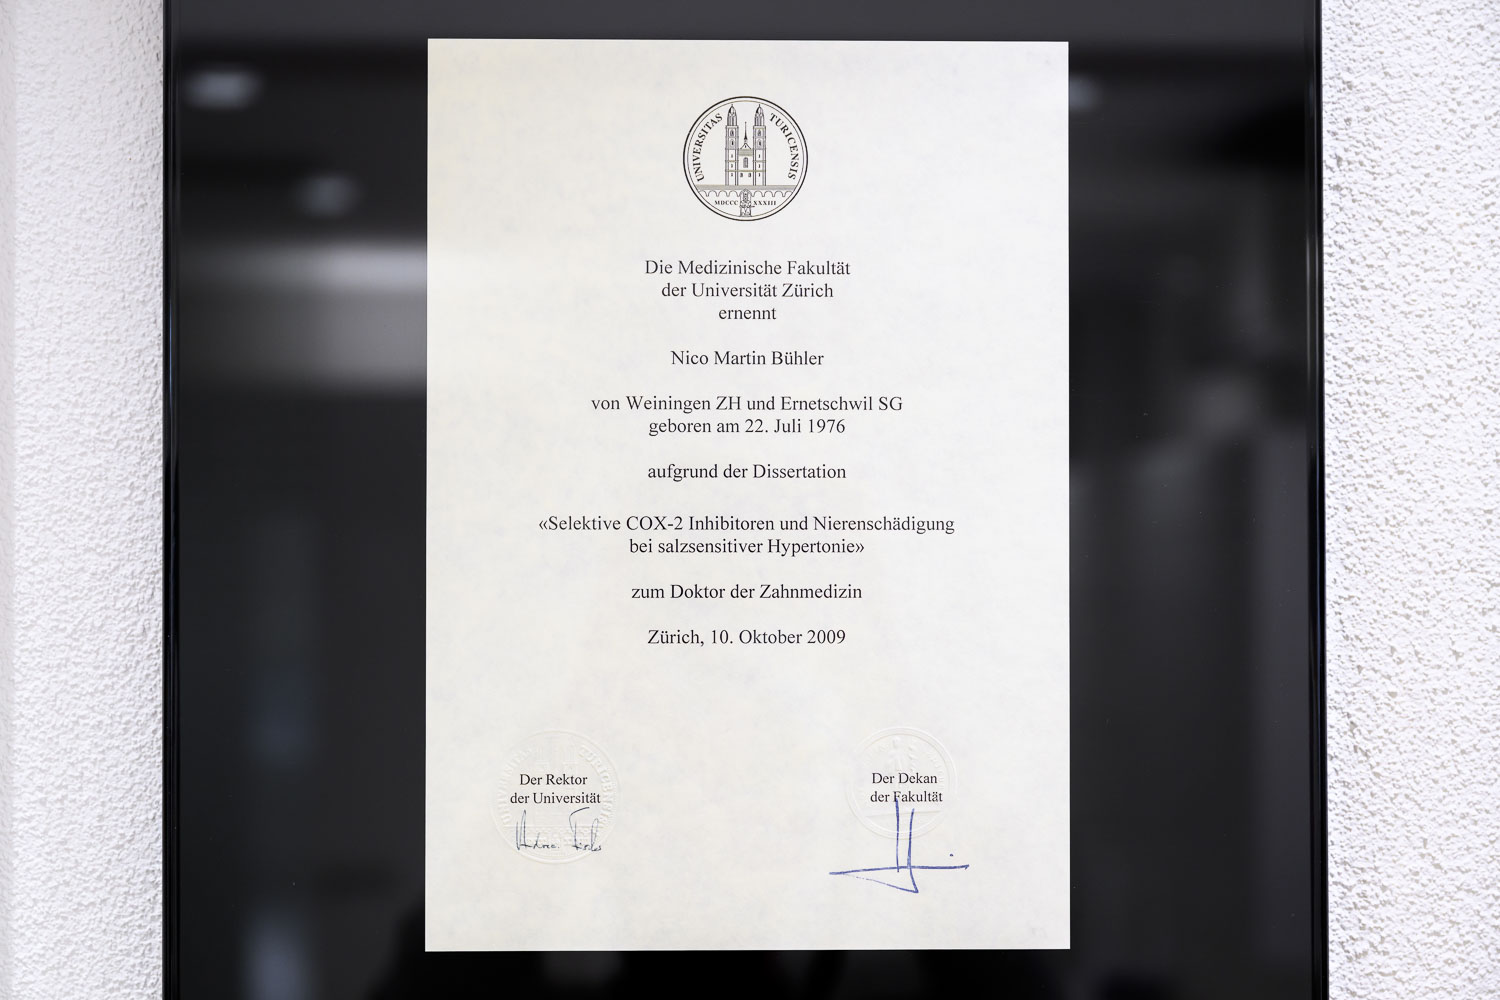 UNIVERSITAS TURICENSIS
MDCCC XXXIII
Die Medizinische Fakultät
der Universität Zürich
ernennt
Nico Martin Bühler
von Weiningen ZH und Ernetschwil SG
geboren am 22. Juli 1976
aufgrund der Dissertation
«Selektive COX-2 Inhibitoren und Nierenschädigung
bei salzsensitiver Hypertonie»
zum Doktor der Zahnmedizin
Zürich, 10. Oktober 2009
Der Rektor
der Universität
Der Dekan
der Fakultät